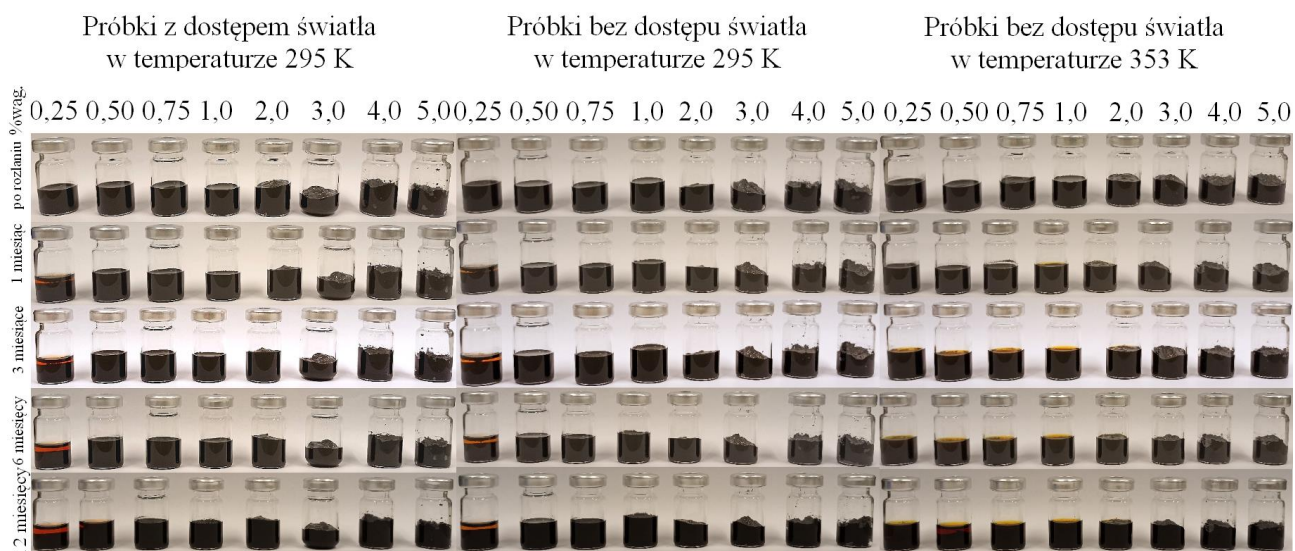 Próbki z dostępem światła
w temperaturze 295 K
Próbki bez dostępu światła
w temperaturze 295 K
Próbki bez dostępu światła
w temperaturze 353 K
%wag.
0,25 0,50 0,75 1,0 2,0 3,0 4,0 5,0
0,25 0,50 0,75 1,0 2,0 3,0 4,0 5,0
0,25 0,50 0,75 1,0 2,0 3,0 4,0 5,0
po rozlaniu
1 miesiąc
3 miesiące
6 miesięcy
2 miesięcy